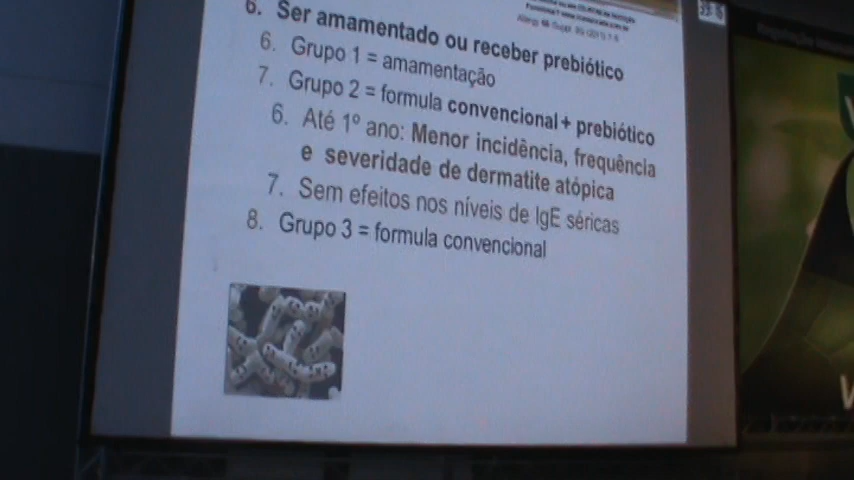 6. Ser amamentado ou receber prebiótico
6. Grupo 1 = amamentação
7. Grupo 2 = formula convencional + prebiótico
6. Até 1º ano: Menor incidência, frequência
e severidade de dermatite atópica
7. Sem efeitos nos níveis de IgE séricas
8. Grupo 3 = formula convencional